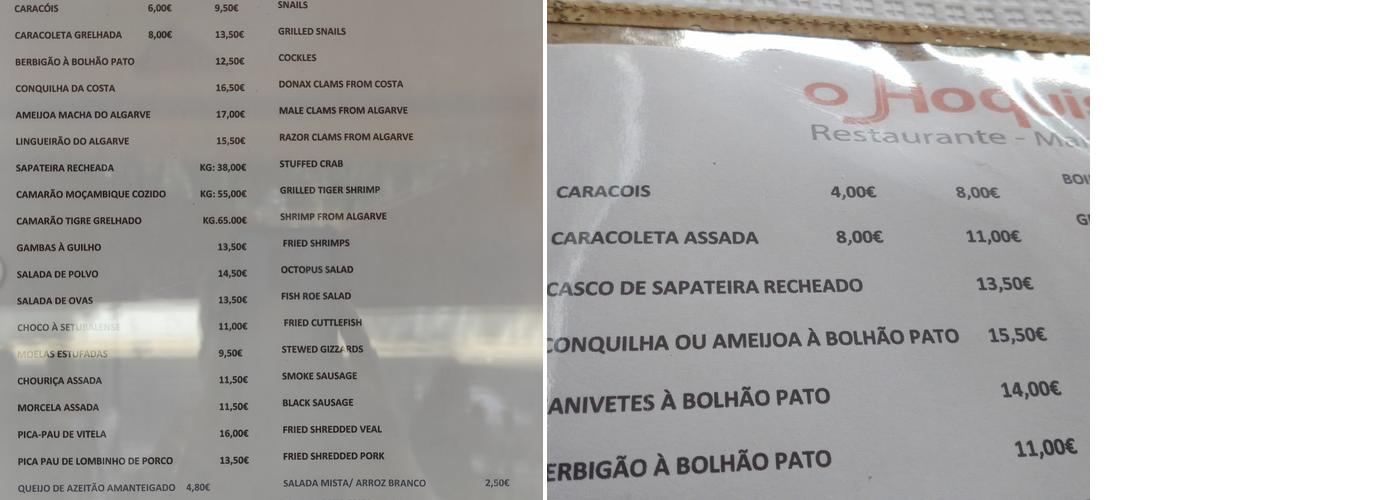 CARACÓIS 6,00€ 9,50€ SNAILS
CARACOLETA GRELHADA 8,00€ 13,50€ GRILLED SNAILS
BERBIGÃO À BOLHÃO PATO 12,50€ COCKLES
CONQUILHA DA COSTA 16,50€ DONAX CLAMS FROM COSTA
AMEIJOA MACHA DO ALGARVE 17,00€ MALE CLAMS FROM ALGARVE
LINGUEIRÃO DO ALGARVE 15,50€ RAZOR CLAMS FROM ALGARVE
SAPATEIRA RECHEADA KG: 38,00€ STUFFED CRAB
CAMARÃO MOÇAMBIQUE COZIDO KG: 55,00€ GRILLED TIGER SHRIMP
CAMARÃO TIGRE GRELHADO KG.65.00€ SHRIMP FROM ALGARVE
GAMBAS À GUILHO 13,50€ FRIED SHRIMPS
SALADA DE POLVO 14,50€ OCTOPUS SALAD
SALADA DE OVAS 13,50€ FISH ROE SALAD
CHOCO À SETUBALENSE 11,00€ FRIED CUTTLEFISH
MOELAS ESTUFADAS 9,50€ STEWED GIZZARDS
CHOURIÇA ASSADA 11,50€ SMOKE SAUSAGE
MORCELA ASSADA 11,50€ BLACK SAUSAGE
PICA-PAU DE VITELA 16,00€ FRIED SHREDDED VEAL
PICA PAU DE LOMBINHO DE PORCO 13,50€ FRIED SHREDDED PORK
QUEIJO DE AZEITÃO AMANTEIGADO 4,80€ SALADA MISTA/ ARROZ BRANCO 2,50€
O Hoquis
Restaurante - Ma
CARACOIS 4,00€ 8,00€
CARACOLETA ASSADA 8,00€ 11,00€
CASCO DE SAPATEIRA RECHEADO 13,50€
CONQUILHA OU AMEIJOA À BOLHÃO PATO 15,50€
ANIVETES À BOLHÃO PATO 14,00€
ERBIGÃO À BOLHÃO PATO 11,00€